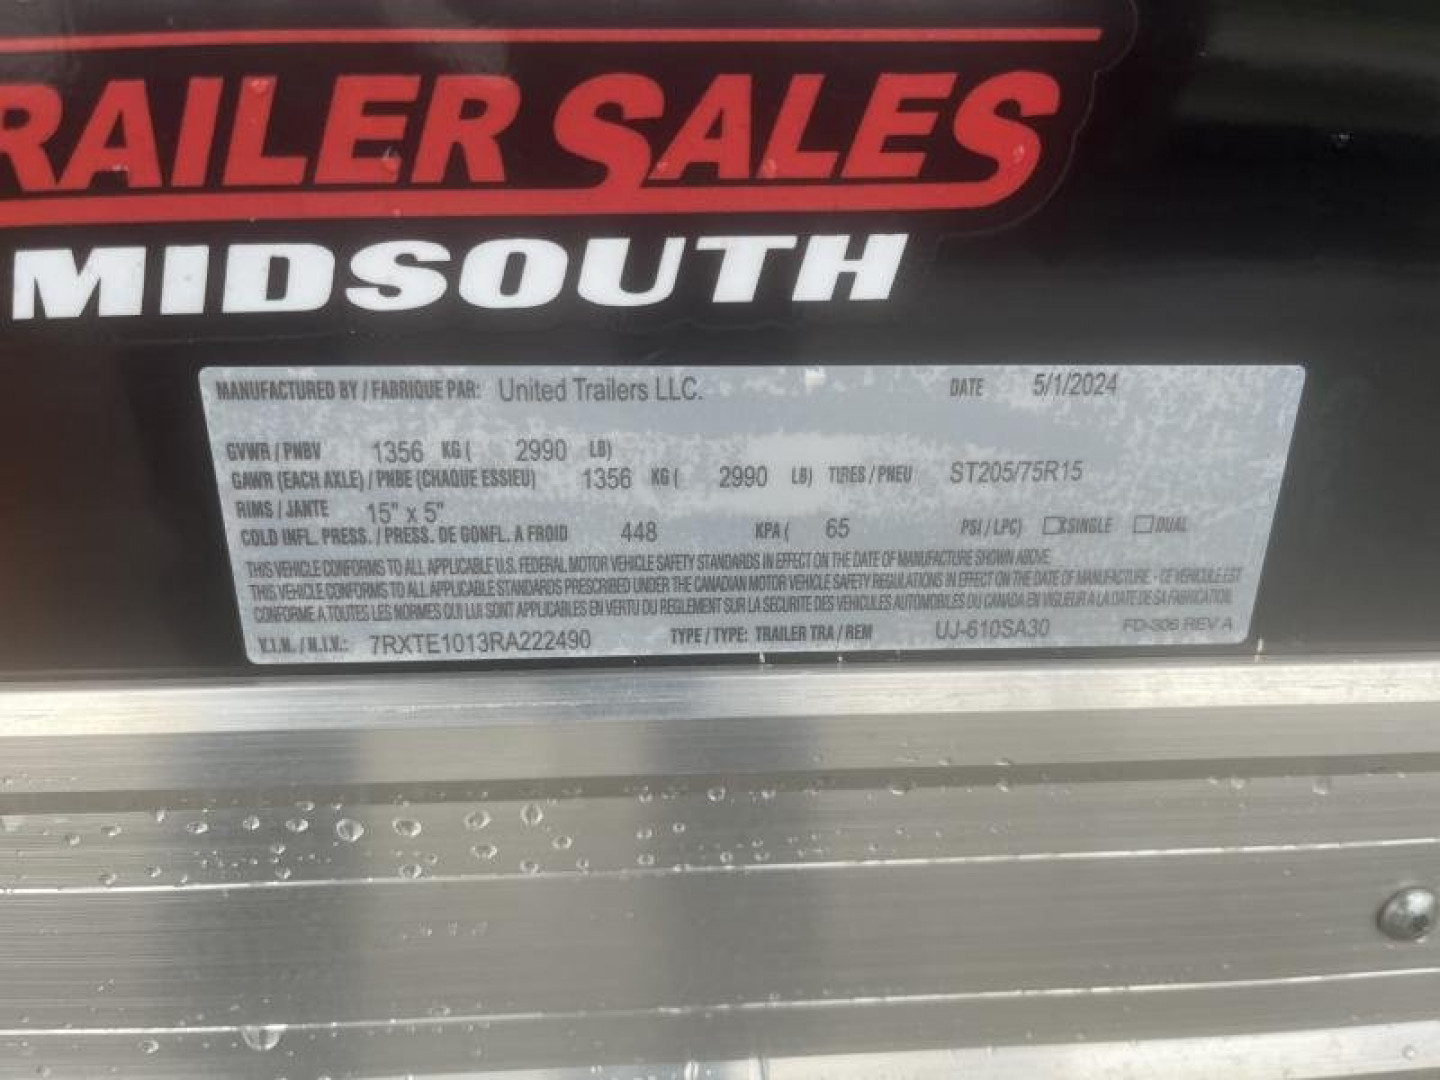 RAILER SALES
MIDSOUTH
MANUFACTURED BY / FABRIQUE PAR: United Trailers LLC. DATE 5/1/2024
GVWR / PNBV 1356 KG ( 2990 LB)
GAWR (EACH AXLE) / PNBE (CHAQUE ESSIEU) 1356 KG ( 2990 LB) TIRES / PNEU ST205/75R15
RIMS / JANTE 15" x 5"
COLD INFL. PRESS. / PRESS. DE GONFL. A FROID 448 KPA ( 65 PSI / LPC) ☒ SINGLE ☐ DUAL
THIS VEHICLE CONFORMS TO ALL APPLICABLE U.S. FEDERAL MOTOR VEHICLE SAFETY STANDARDS IN EFFECT ON THE DATE OF MANUFACTURE SHOWN ABOVE.
THIS VEHICLE CONFORMS TO ALL APPLICABLE STANDARDS PRESCRIBED UNDER THE CANADIAN MOTOR VEHICLE SAFETY REGULATIONS IN EFFECT ON THE DATE OF MANUFACTURE. - CE VEHICULE EST
CONFORME A TOUTES LES NORMES QUI LUI SONT APPLICABLES EN VERTU DU REGLEMENT SUR LA SECURITE DES VEHICULES AUTOMOBILES DU CANADA EN VIGUEUR A LA DATE DE SA FABRICATION.
V.I.N. / N.I.V.: 7RXTE1013RA222490 TYPE / TYPE: TRAILER TRA / REM UJ-610SA30 FD-306 REV A